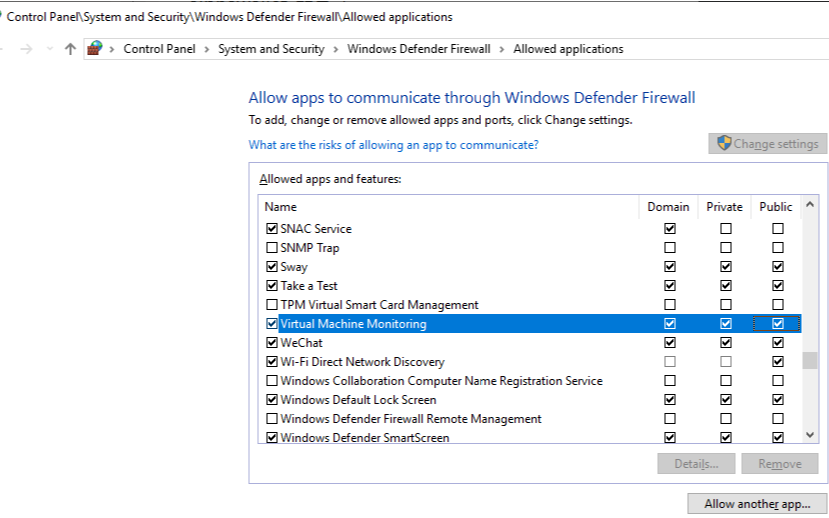 Control Panel\System and Security\Windows Defender Firewall\Allowed applications
Control Panel > System and Security > Windows Defender Firewall > Allowed applications
Allow apps to communicate through Windows Defender Firewall
To add, change or remove allowed apps and ports, click Change settings.
What are the risks of allowing an app to communicate?
Change settings
Allowed apps and features:
Name Domain Private Public
SNAC Service
SNMP Trap
Sway
Take a Test
TPM Virtual Smart Card Management
Virtual Machine Monitoring
WeChat
Wi-Fi Direct Network Discovery
Windows Collaboration Computer Name Registration Service
Windows Default Lock Screen
Windows Defender Firewall Remote Management
Windows Defender SmartScreen
Details... Remove
Allow another app...